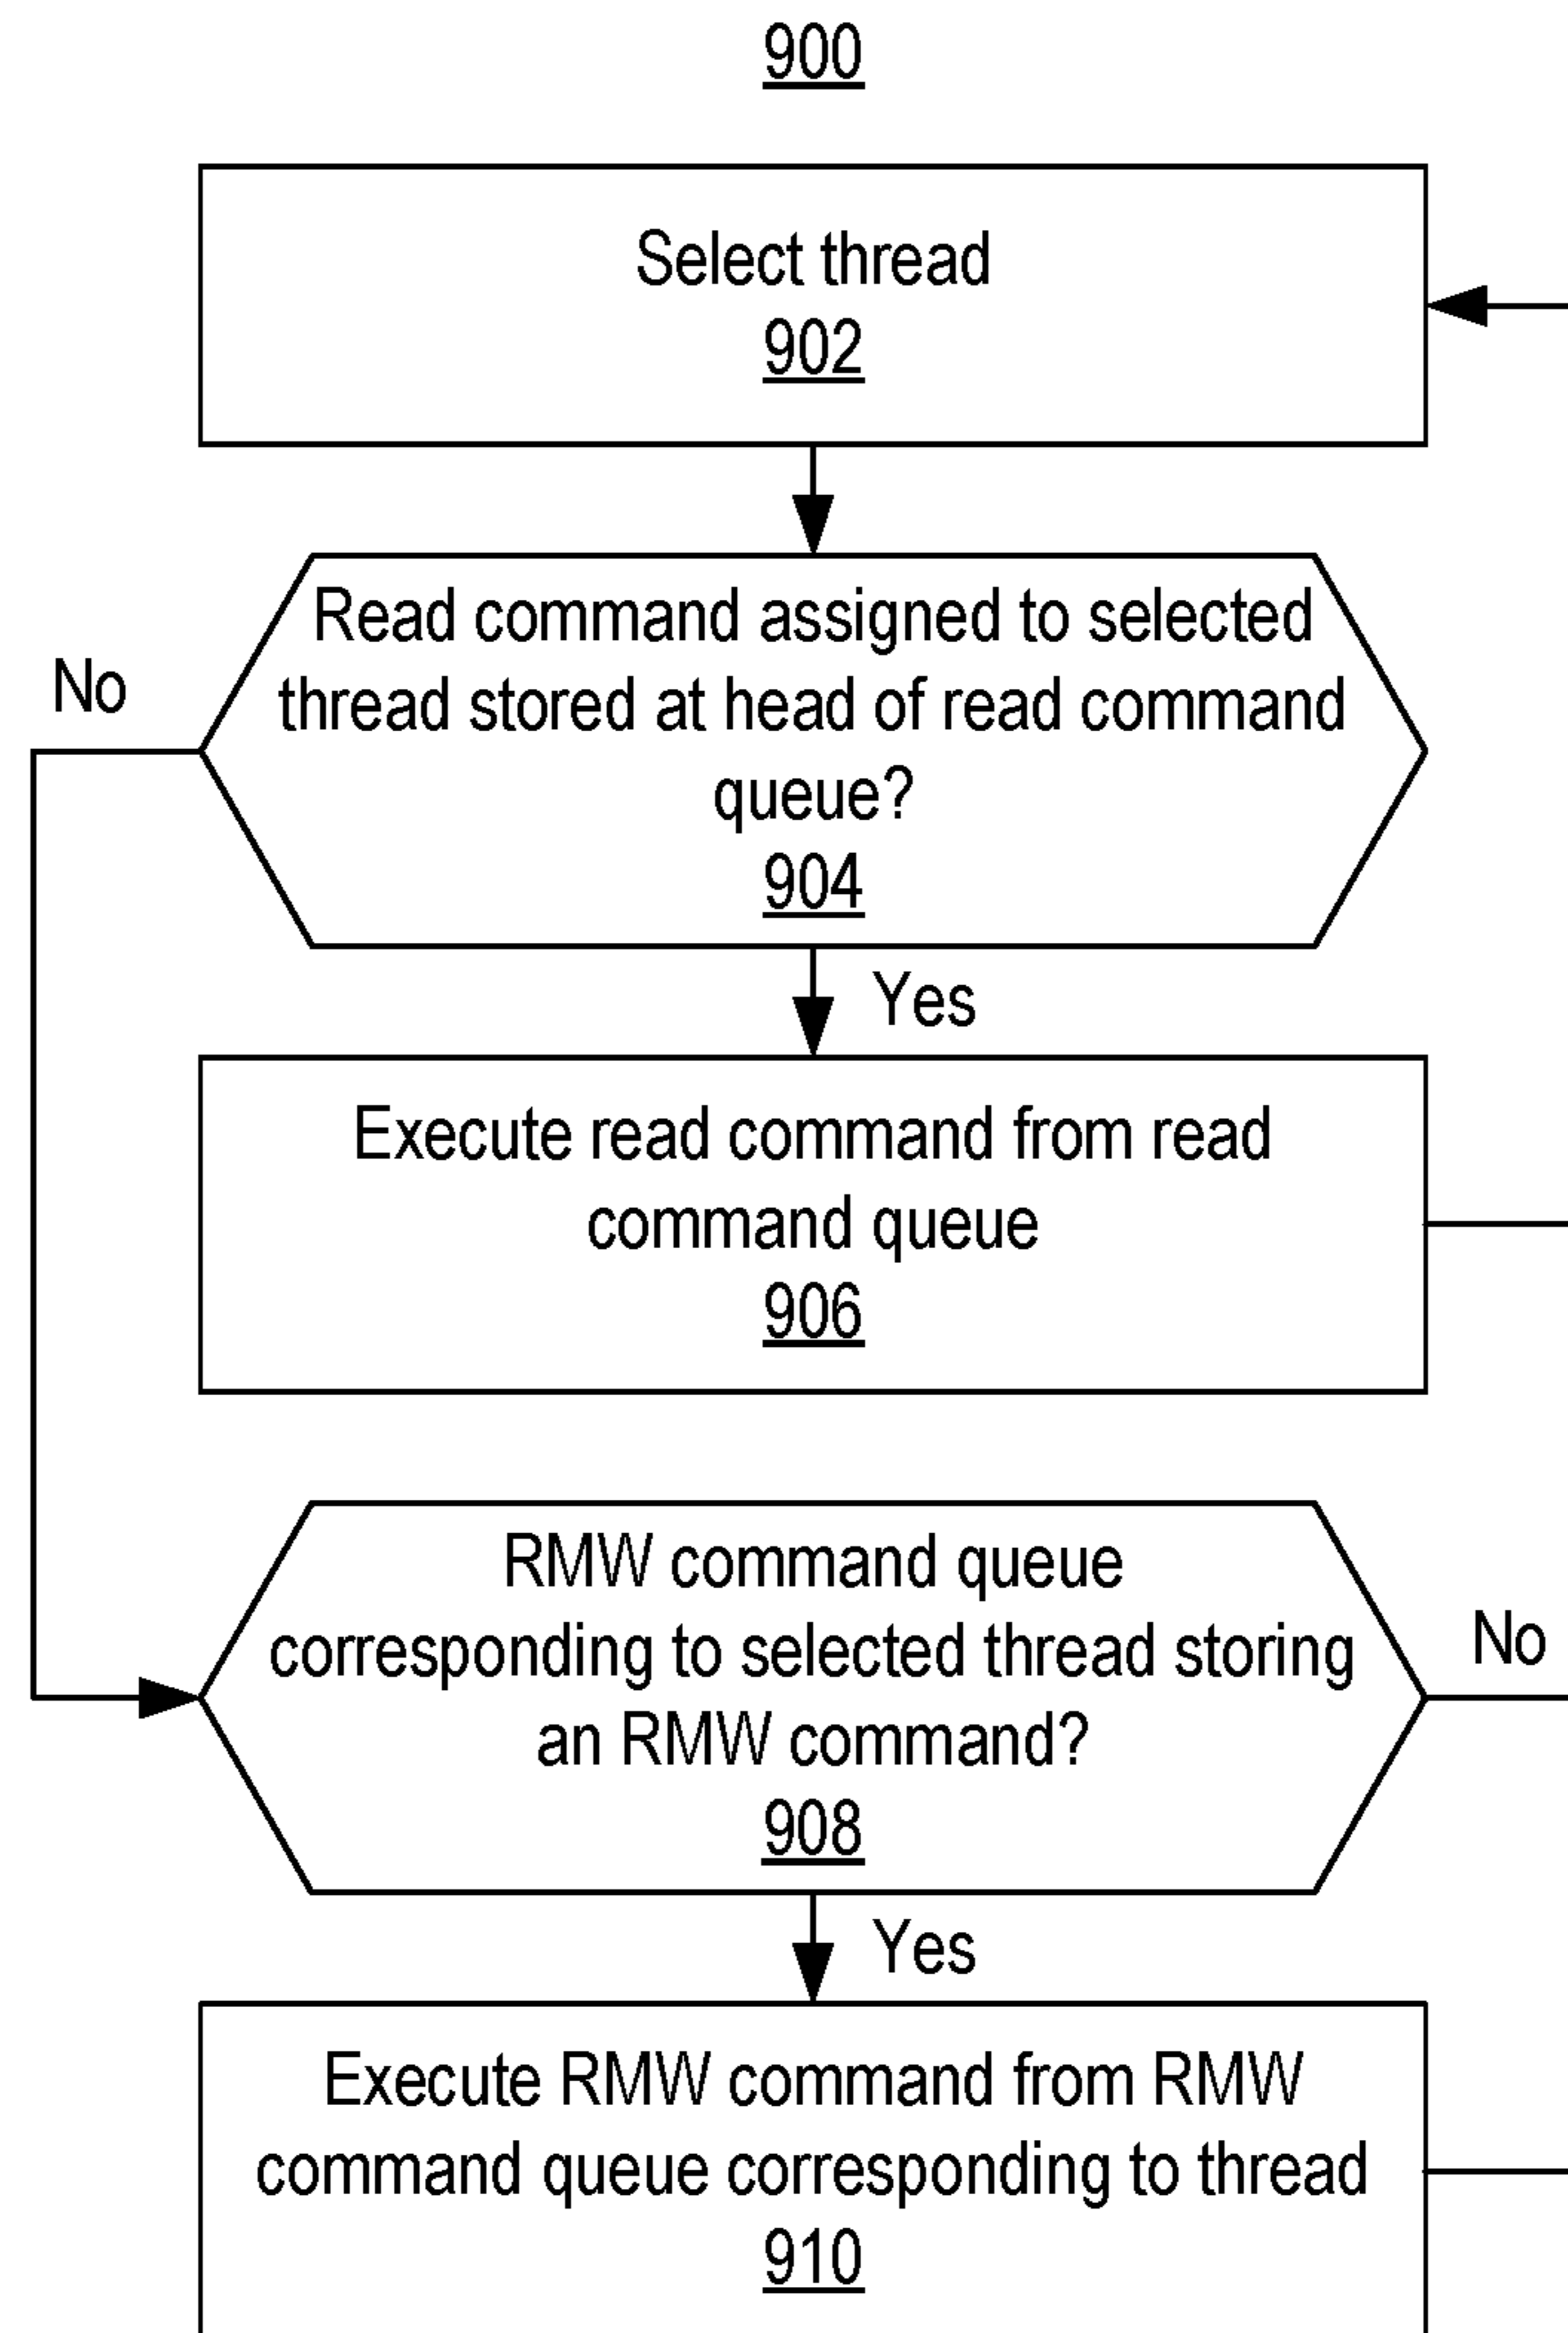 900
Select thread
902
Read command assigned to selected
thread stored at head of read command
queue?
904
No
Yes
Execute read command from read
command queue
906
RMW command queue
corresponding to selected thread storing
an RMW command?
908
No
Yes
Execute RMW command from RMW
command queue corresponding to thread
910